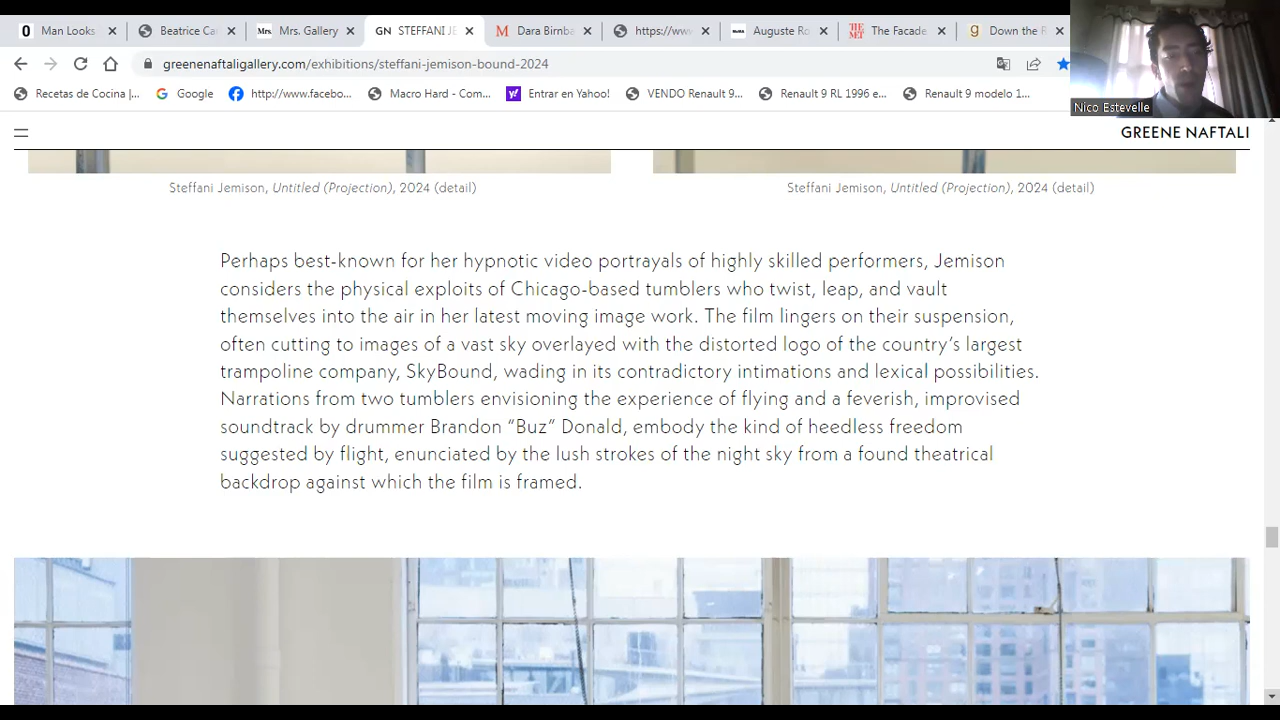 Man Looks
Beatrice Ca
Mrs. Mrs. Gallery
GN STEFFANI JE
Dara Birnba
https://ww
Auguste Ro
THE MET The Facade
Down the R
greenenaftaligallery.com/exhibitions/steffani-jemison-bound-2024
Recetas de Cocina |...
Google
http://www.facebo...
Macro Hard - Com...
Entrar en Yahoo!
VENDO Renault 9...
Renault 9 RL 1996 e...
Renault 9 modelo 1...
Nico Estevelle
GREENE NAFTALI
Steffani Jemison, Untitled (Projection), 2024 (detail)
Steffani Jemison, Untitled (Projection), 2024 (detail)
Perhaps best-known for her hypnotic video portrayals of highly skilled performers, Jemison
considers the physical exploits of Chicago-based tumblers who twist, leap, and vault
themselves into the air in her latest moving image work. The film lingers on their suspension,
often cutting to images of a vast sky overlayed with the distorted logo of the country’s largest
trampoline company, SkyBound, wading in its contradictory intimations and lexical possibilities.
Narrations from two tumblers envisioning the experience of flying and a feverish, improvised
soundtrack by drummer Brandon “Buz” Donald, embody the kind of heedless freedom
suggested by flight, enunciated by the lush strokes of the night sky from a found theatrical
backdrop against which the film is framed.